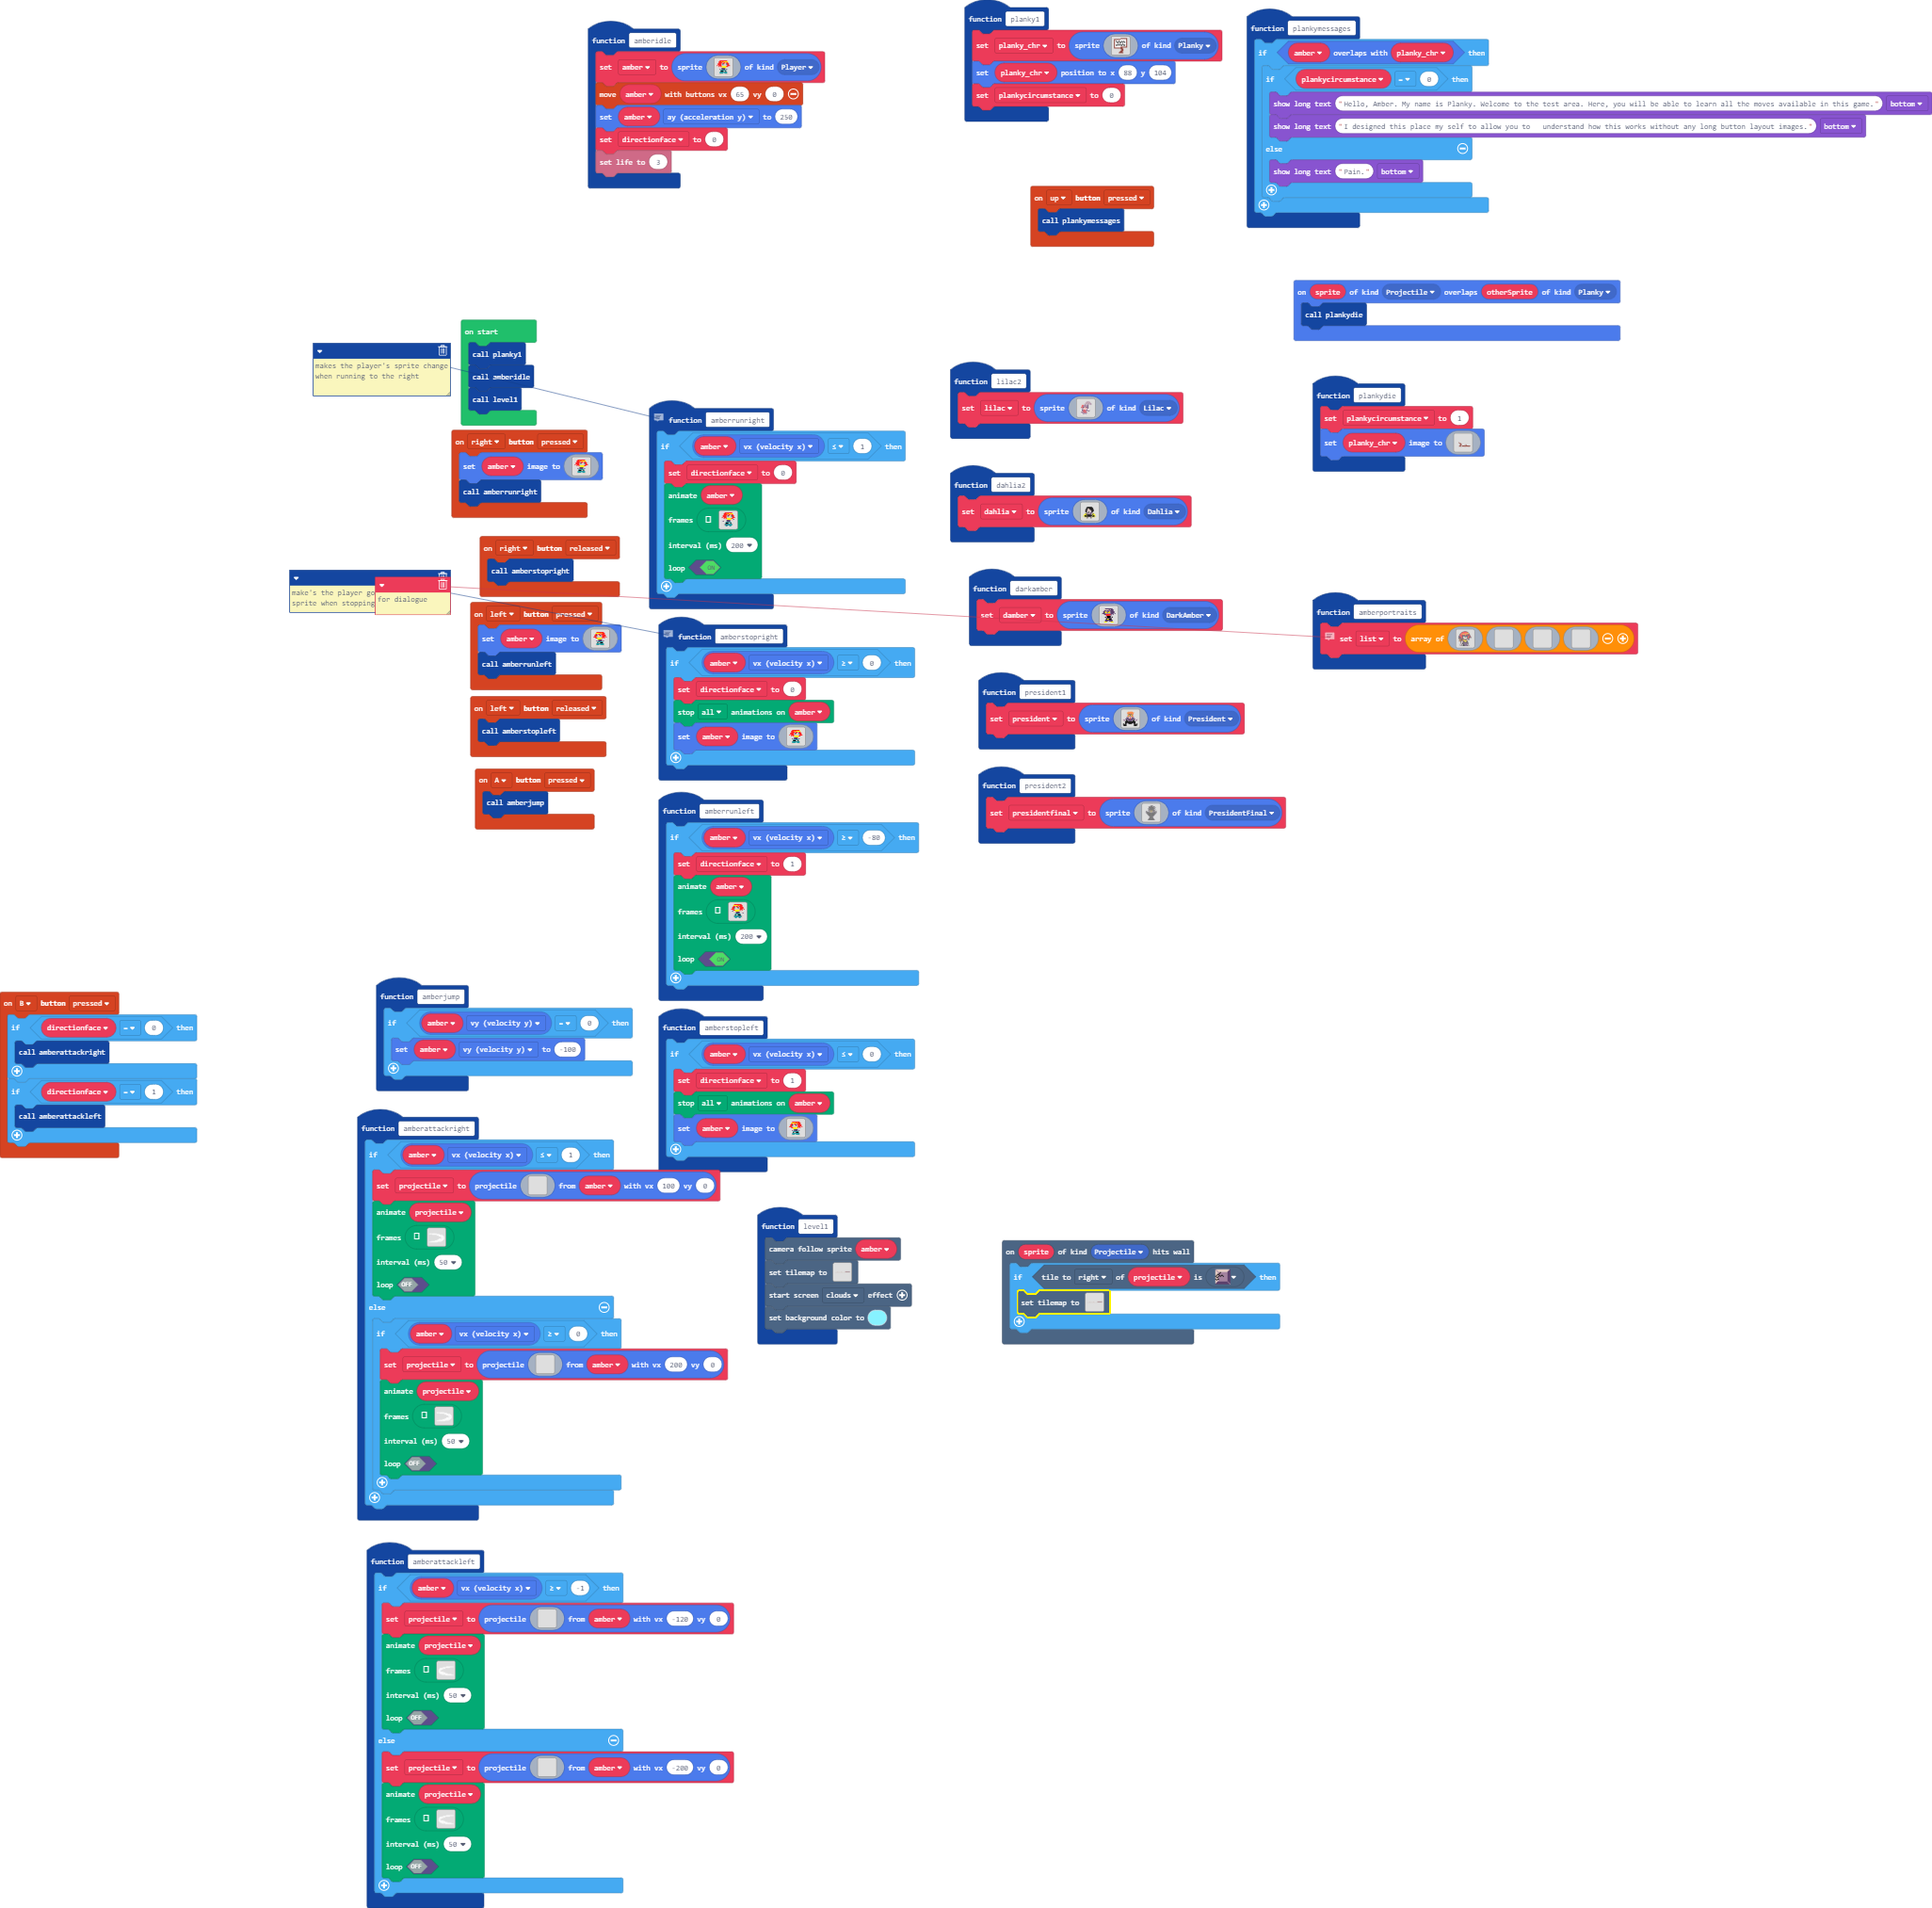 function amberidle
set amber to sprite of kind Player
move amber with buttons vx 65 vy 0
set amber ay (acceleration y) to 250
set directionface to 0
set life to 3
function planky1
set planky_chr to sprite of kind Planky
set planky_chr position to x 88 y 104
set plankycircumstance to 0
function plankymessages
if amber overlaps with planky_chr then
if plankycircumstance = 0 then
show long text "Hello, Amber. My name is Planky. Welcome to the test area. Here, you will be able to learn all the moves available in this game." bottom
show long text "I designed this place my self to allow you to understand how this works without any long button layout images." bottom
else
show long text "Pain." bottom
on up button pressed
call plankymessages
on sprite of kind Projectile overlaps otherSprite of kind Planky
call plankydie
on start
call planky1
call amberidle
call level1
makes the player's sprite change
when running to the right
on right button pressed
set amber image to
call amberrunright
on right button released
call amberstopright
make's the player go
sprite when stopping
for dialogue
on left button pressed
set amber image to
call amberrunleft
on left button released
call amberstopleft
on A button pressed
call amberjump
function amberrunright
if amber vx (velocity x) ≤ 1 then
set directionface to 0
animate amber
frames
interval (ms) 200
loop ON
function amberstopright
if amber vx (velocity x) ≥ 0 then
set directionface to 0
stop all animations on amber
set amber image to
function amberrunleft
if amber vx (velocity x) ≥ -80 then
set directionface to 1
animate amber
frames
interval (ms) 200
loop ON
function amberstopleft
if amber vx (velocity x) ≤ 0 then
set directionface to 1
stop all animations on amber
set amber image to
function lilac2
set lilac to sprite of kind Lilac
function dahlia2
set dahlia to sprite of kind Dahlia
function darkamber
set damber to sprite of kind DarkAmber
function president1
set president to sprite of kind President
function president2
set presidentfinal to sprite of kind PresidentFinal
function plankydie
set plankycircumstance to 1
set planky_chr image to
function amberportraits
set list to array of
on B button pressed
if directionface = 0 then
call amberattackright
if directionface = 1 then
call amberattackleft
function amberjump
if amber vy (velocity y) = 0 then
set amber vy (velocity y) to -100
function amberattackright
if amber vx (velocity x) ≤ 1 then
set projectile to projectile from amber with vx 100 vy 0
animate projectile
frames
interval (ms) 50
loop OFF
else
if amber vx (velocity x) ≥ 0 then
set projectile to projectile from amber with vx 200 vy 0
animate projectile
frames
interval (ms) 50
loop OFF
function level1
camera follow sprite amber
set tilemap to
start screen clouds effect
set background color to
on sprite of kind Projectile hits wall
if tile to right of projectile is then
set tilemap to
function amberattackleft
if amber vx (velocity x) ≥ -1 then
set projectile to projectile from amber with vx -120 vy 0
animate projectile
frames
interval (ms) 50
loop OFF
else
set projectile to projectile from amber with vx -200 vy 0
animate projectile
frames
interval (ms) 50
loop OFF